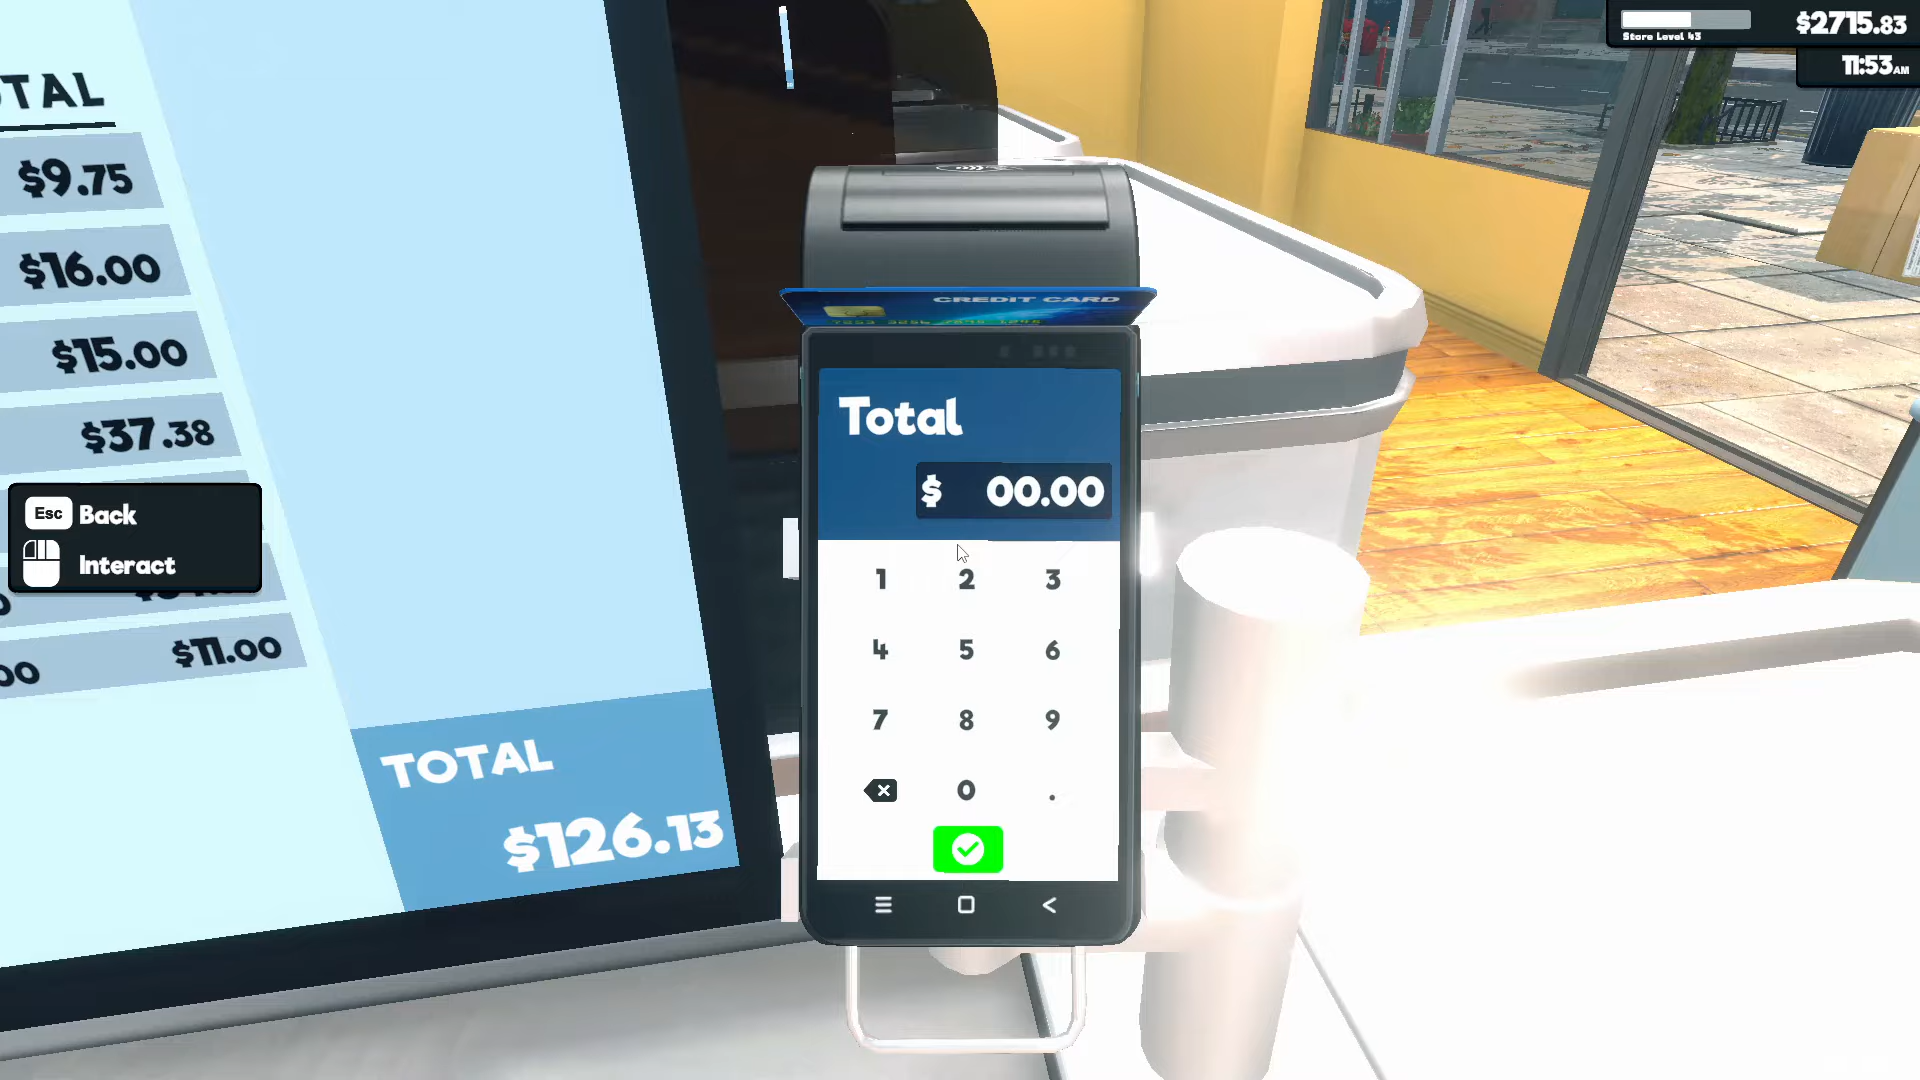 $2715.83
Store Level 43
11:53AM
$9.75
$16.00
$15.00
$37.38
$11.00
TOTAL
$126.13
Esc Back
Interact
CREDIT CARD
Total
$ 00.00
1 2 3
4 5 6
7 8 9
0 .